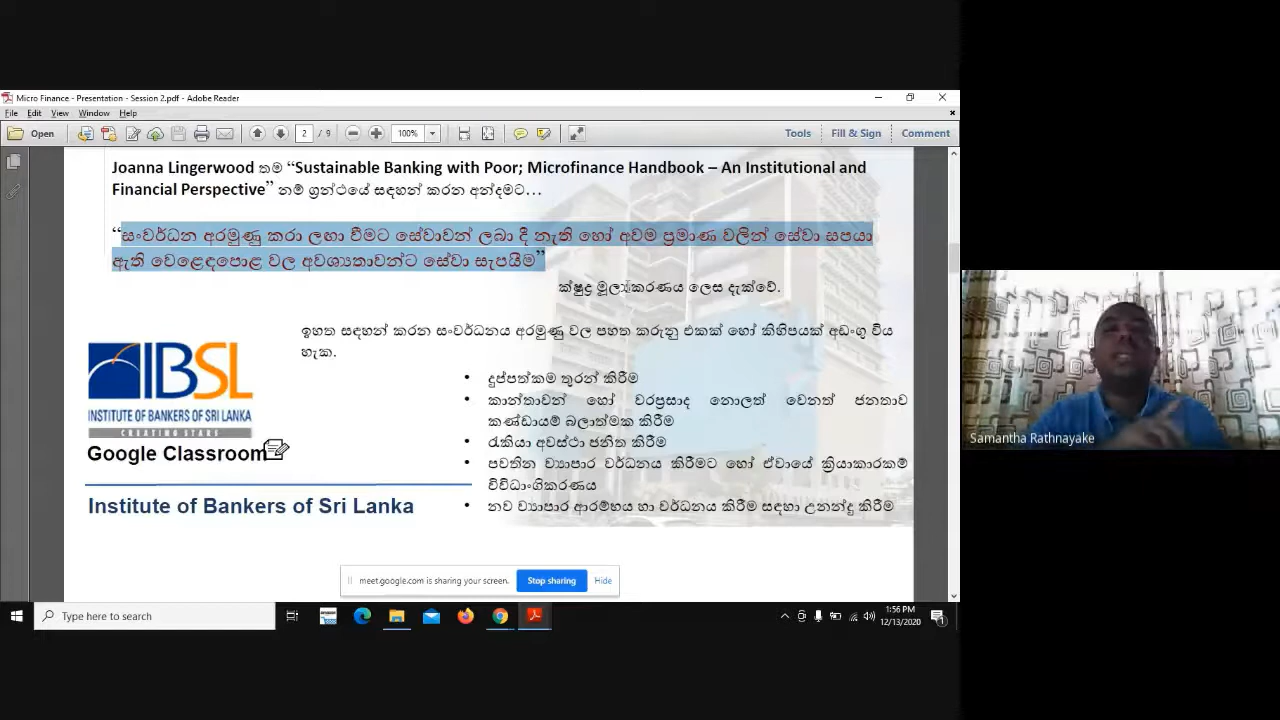 Micro Finance - Presentation - Session 2.pdf - Adobe Reader
File Edit View Window Help
Open 2 / 9 100% Tools Fill & Sign Comment
Joanna Lingerwood තම “Sustainable Banking with Poor; Microfinance Handbook – An Institutional and
Financial Perspective” නම් ග්‍රන්ථයේ සඳහන් කරන අන්දමට…
“සංවර්ධන අරමුණු කරා ලඟා වීමට සේවාවන් ලබා දී නැති හෝ අවම ප්‍රමාණ වලින් සේවා සපයා
ඇති වෙළෙඳපොළ වල අවශ්‍යතාවන්ට සේවා සැපයීම”
ක්ෂුද්‍ර මූල්‍යකරණය ලෙස දැක්වේ.
ඉහත සඳහන් කරන සංවර්ධනය අරමුණු වල පහත කරුනු එකක් හෝ කිහිපයක් අඩංගු විය
හැක.
• දුප්පත්කම තුරන් කිරීම
• කාන්තාවන් හෝ වරප්‍රසාද නොලත් වෙනත් ජනතාව
කණ්ඩායම් බලාත්මක කිරීම
• රැකියා අවස්ථා ජනිත කිරීම
• පවතින ව්‍යාපාර වර්ධනය කිරීමට හෝ ඒවායේ ක්‍රියාකාරකම්
විවිධාංගිකරණය
• නව ව්‍යාපාර ආරම්භය හා වර්ධනය කිරීම සඳහා උනන්දු කිරීම
IBSL
INSTITUTE OF BANKERS OF SRI LANKA
CREATING STARS
Google Classroom
Institute of Bankers of Sri Lanka
Samantha Rathnayake
meet.google.com is sharing your screen. Stop sharing Hide
Type here to search
1:56 PM
12/13/2020